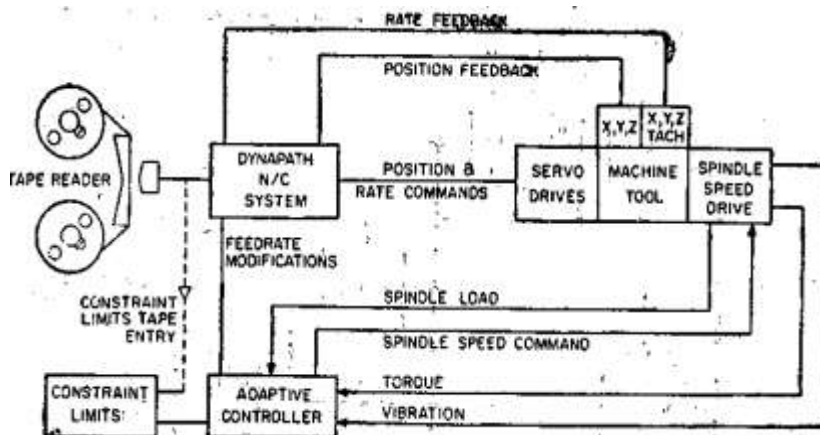 RATE FEEDBACK
POSITION FEEDBACK
X,Y,Z
X,Y,Z
TACH
TAPE READER
DYNAPATH
N/C
SYSTEM
POSITION &
RATE COMMANDS
SERVO
DRIVES
MACHINE
TOOL
SPINDLE
SPEED
DRIVE
FEEDRATE
MODIFICATIONS
CONSTRAINT
LIMITS TAPE
ENTRY
SPINDLE LOAD
SPINDLE SPEED COMMAND
CONSTRAINT
LIMITS
ADAPTIVE
CONTROLLER
TORQUE
VIBRATION